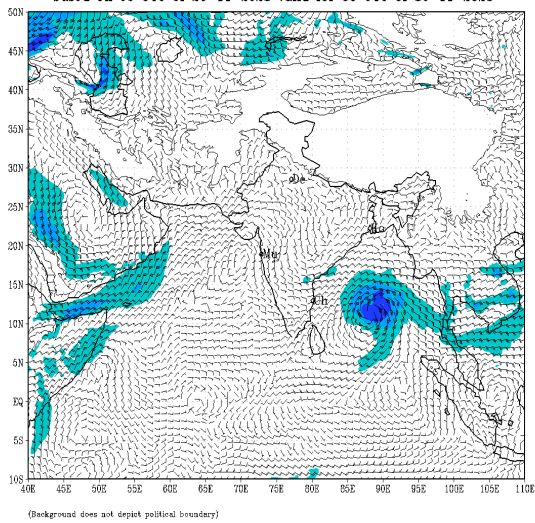 50N
45N
40N
35N
30N
De
25N
Ko
20N
Mu
15N
Ch
10N
5N
EQ
5S
10S
40E 45E 50E 55E 60E 65E 70E 75E 80E 85E 90E 95E 100E 105E 110E
(Background does not depict political boundary)